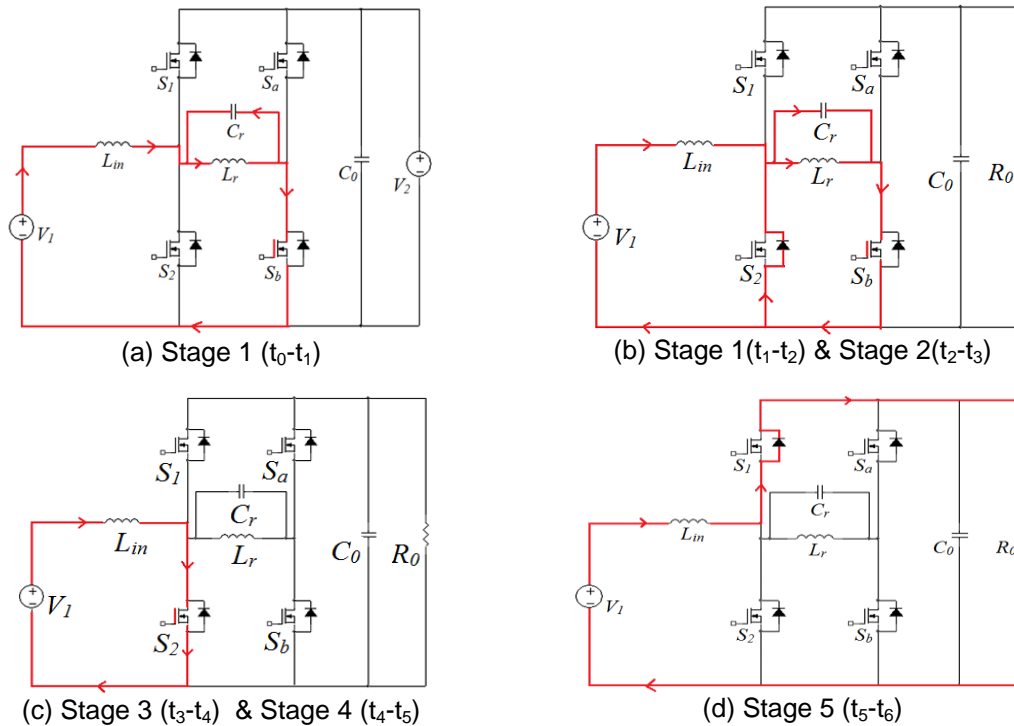 S1
Sa
Cr
Lin
Lr
C0
V2
V1
S2
Sb
(a) Stage 1 (t0-t1)
S1
Sa
Cr
Lin
Lr
C0
R0
V1
S2
Sb
(b) Stage 1(t1-t2) & Stage 2(t2-t3)
S1
Sa
Cr
Lin
Lr
C0
R0
V1
S2
Sb
(c) Stage 3 (t3-t4) & Stage 4 (t4-t5)
S1
Sa
Cr
Lin
Lr
C0
R0
V1
S2
Sb
(d) Stage 5 (t5-t6)